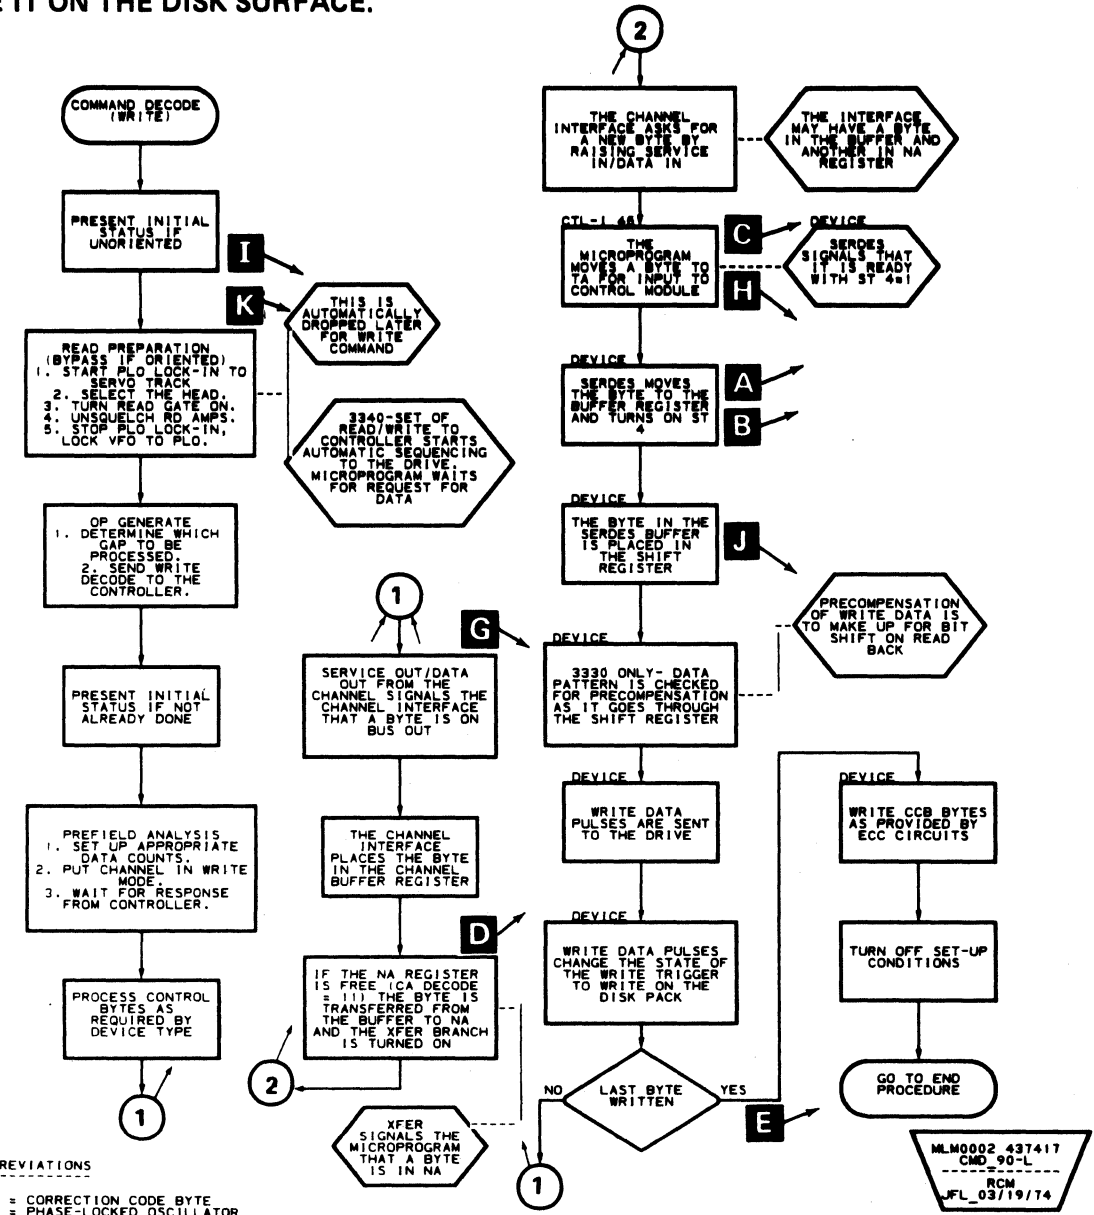 IT ON THE DISK SURFACE.
COMMAND DECODE
(WRITE)
PRESENT INITIAL
STATUS IF
UNORIENTED
I
K
THIS IS
AUTOMATICALLY
DROPPED LATER
FOR WRITE
COMMAND
READ PREPARATION
(BYPASS IF ORIENTED)
1. START PLO LOCK-IN TO
SERVO TRACK
2. SELECT THE HEAD.
3. TURN READ GATE ON.
4. UNSQUELCH RD AMPS.
5. STOP PLO LOCK-IN,
LOCK VFO TO PLO.
3340-SET OF
READ/WRITE TO
CONTROLLER STARTS
AUTOMATIC SEQUENCING
TO THE DRIVE.
MICROPROGRAM WAITS
FOR REQUEST FOR
DATA
OP GENERATE
1. DETERMINE WHICH
GAP TO BE
PROCESSED.
2. SEND WRITE
DECODE TO THE
CONTROLLER.
PRESENT INITIAL
STATUS IF NOT
ALREADY DONE
PREFIELD ANALYSIS
1. SET UP APPROPRIATE
DATA COUNTS.
2. PUT CHANNEL IN WRITE
MODE.
3. WAIT FOR RESPONSE
FROM CONTROLLER.
PROCESS CONTROL
BYTES AS
REQUIRED BY
DEVICE TYPE
1
1
G
SERVICE OUT/DATA
OUT FROM THE
CHANNEL SIGNALS THE
CHANNEL INTERFACE
THAT A BYTE IS ON
BUS OUT
THE CHANNEL
INTERFACE
PLACES THE BYTE
IN THE CHANNEL
BUFFER REGISTER
D
IF THE NA REGISTER
IS FREE (CA DECODE
= 11) THE BYTE IS
TRANSFERRED FROM
THE BUFFER TO NA
AND THE XFER BRANCH
IS TURNED ON
2
XFER
SIGNALS THE
MICROPROGRAM
THAT A BYTE
IS IN NA
2
THE CHANNEL
INTERFACE ASKS FOR
A NEW BYTE BY
RAISING SERVICE
IN/DATA IN
THE INTERFACE
MAY HAVE A BYTE
IN THE BUFFER AND
ANOTHER IN NA
REGISTER
CTL-I
THE
MICROPROGRAM
MOVES A BYTE TO
TA FOR INPUT TO
CONTROL MODULE
C
H
DEVICE
SERDES
SIGNALS THAT
IT IS READY
WITH ST 4=1
DEVICE
SERDES MOVES
THE BYTE TO THE
BUFFER REGISTER
AND TURNS ON ST
4
A
B
DEVICE
THE BYTE IN THE
SERDES BUFFER
IS PLACED IN
THE SHIFT
REGISTER
J
PRECOMPENSATION
OF WRITE DATA IS
TO MAKE UP FOR BIT
SHIFT ON READ
BACK
DEVICE
3330 ONLY- DATA
PATTERN IS CHECKED
FOR PRECOMPENSATION
AS IT GOES THROUGH
THE SHIFT REGISTER
DEVICE
WRITE DATA
PULSES ARE SENT
TO THE DRIVE
DEVICE
WRITE DATA PULSES
CHANGE THE STATE OF
THE WRITE TRIGGER
TO WRITE ON THE
DISK PACK
NO
LAST BYTE
WRITTEN
YES
1
E
DEVICE
WRITE CCB BYTES
AS PROVIDED BY
ECC CIRCUITS
TURN OFF SET-UP
CONDITIONS
GO TO END
PROCEDURE
MLM0002 437417
CMD_90-L
RCM
JFL_03/19/74
REVIATIONS
= CORRECTION CODE BYTE
= PHASE-LOCKED OSCILLATOR